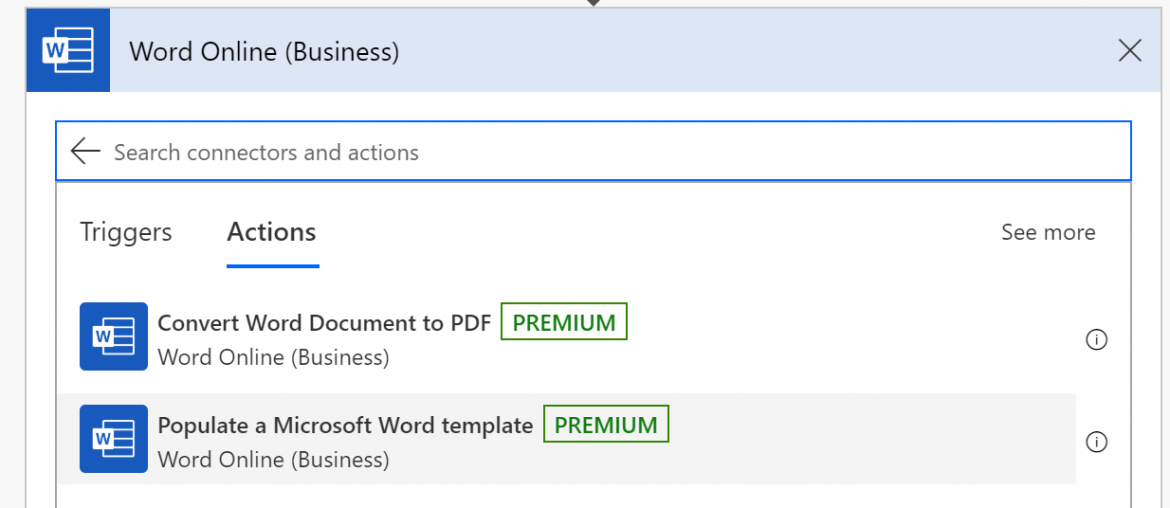 Word Online (Business)
Search connectors and actions
Triggers Actions See more
Convert Word Document to PDF PREMIUM
Word Online (Business)
Populate a Microsoft Word template PREMIUM
Word Online (Business)